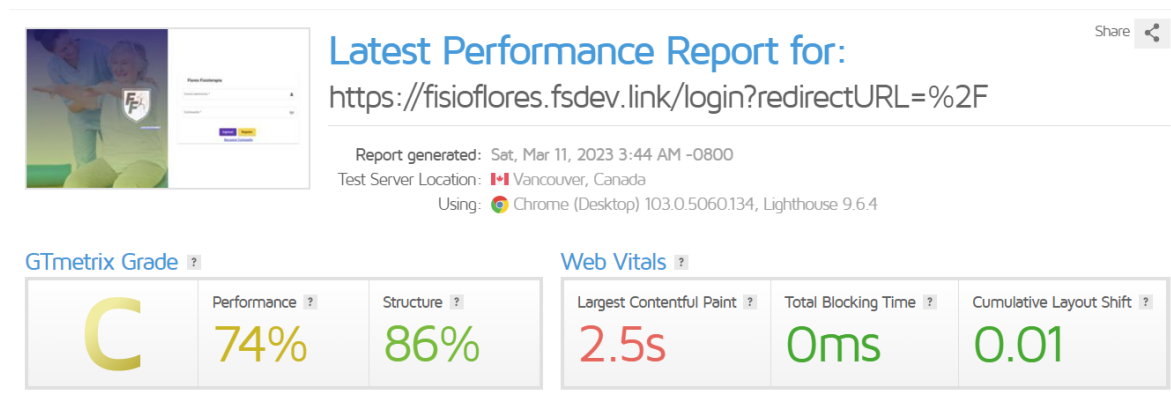 Share
Latest Performance Report for:
https://fisioflores.fsdev.link/login?redirectURL=%2F
Report generated: Sat, Mar 11, 2023 3:44 AM -0800
Test Server Location: Vancouver, Canada
Using: Chrome (Desktop) 103.0.5060.134, Lighthouse 9.6.4
FF
Flores Fisioterapia
GTmetrix Grade ?
Web Vitals ?
C
Performance ?
74%
Structure ?
86%
Largest Contentful Paint ?
2.5s
Total Blocking Time ?
0ms
Cumulative Layout Shift ?
0.01